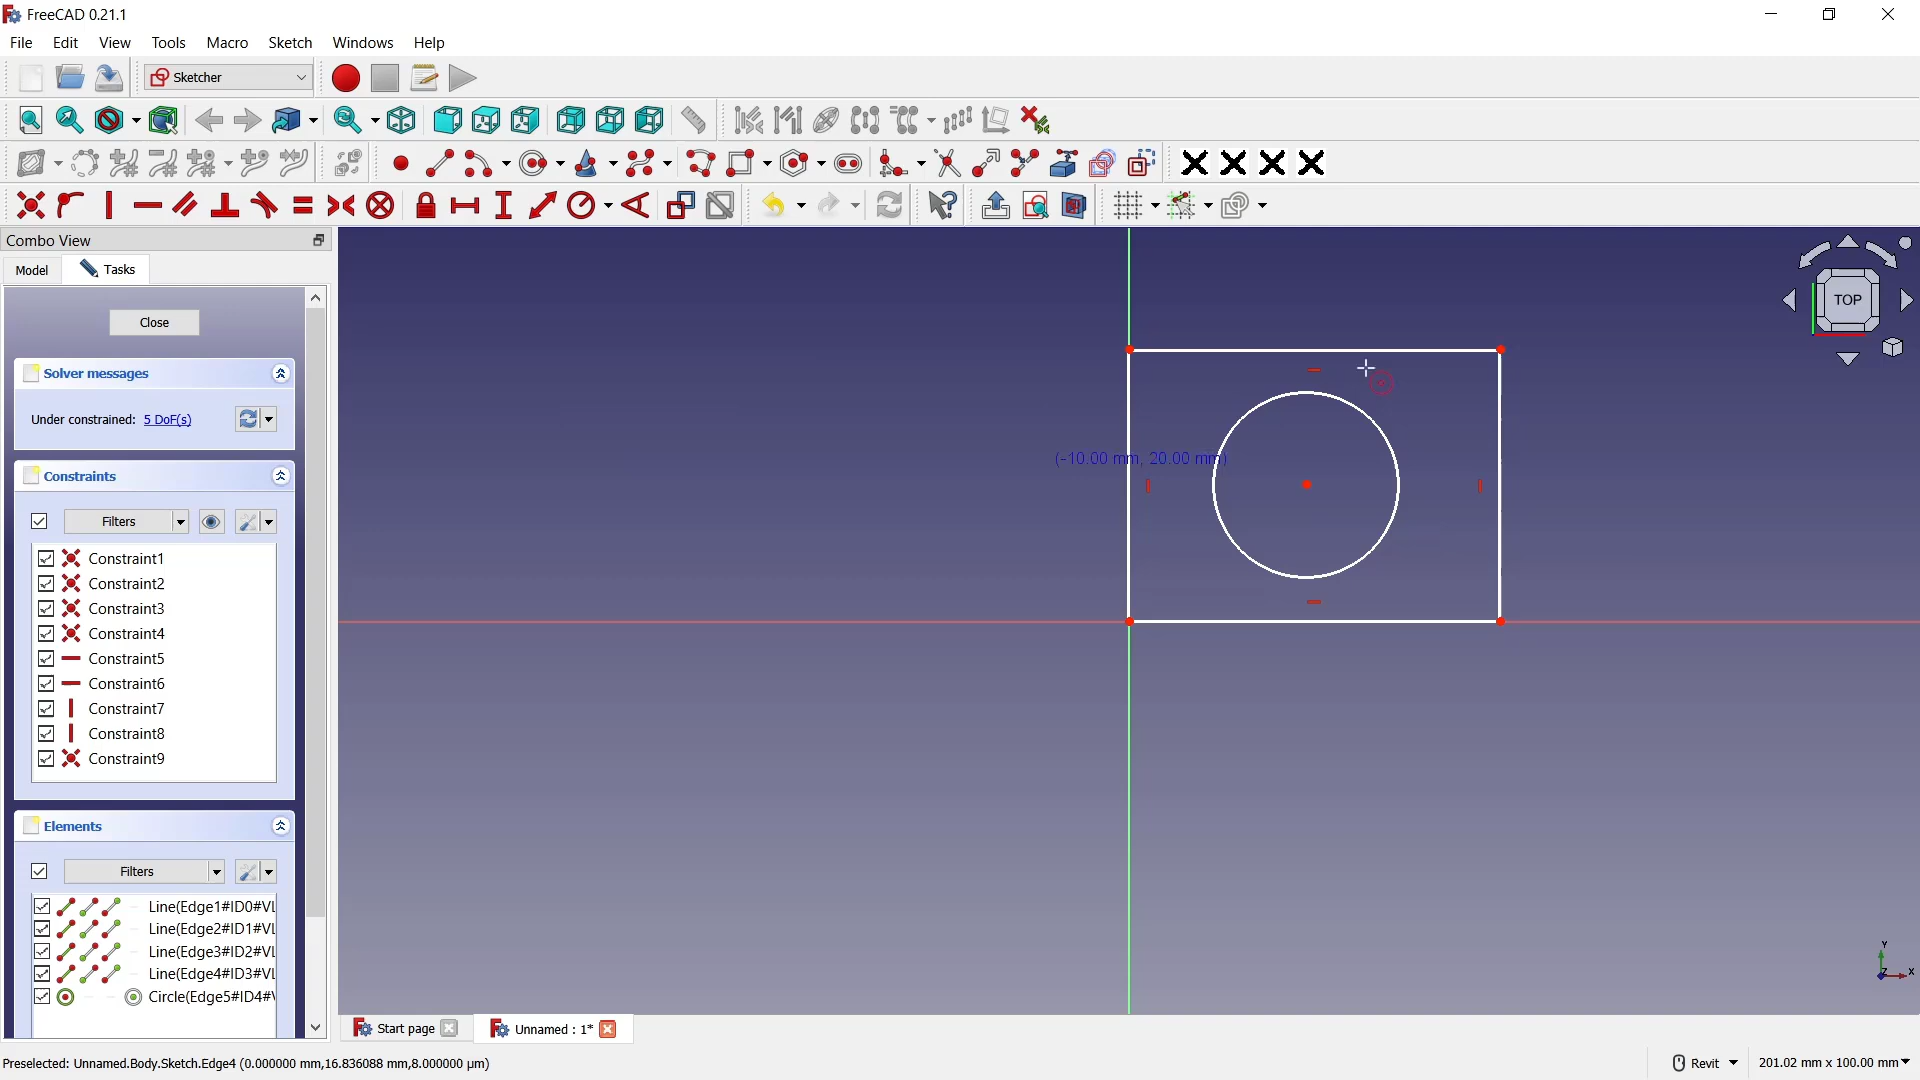 FreeCAD 0.21.1
File Edit View Tools Macro Sketch Windows Help
Sketcher
Combo View
Model Tasks
Close
Solver messages
Under constrained: 5 DoF(s)
Constraints
Filters
Constraint1
Constraint2
Constraint3
Constraint4
Constraint5
Constraint6
Constraint7
Constraint8
Constraint9
Elements
Filters
Line(Edge1#ID0#VL
Line(Edge2#ID1#VL
Line(Edge3#ID2#VL
Line(Edge4#ID3#VL
Circle(Edge5#ID4#V
(-10.00 mm, 20.00 mm)
TOP
Y
Z X
Start page Unnamed : 1*
Preselected: Unnamed.Body.Sketch.Edge4 (0.000000 mm,16.836088 mm,8.000000 µm)
Revit 201.02 mm x 100.00 mm